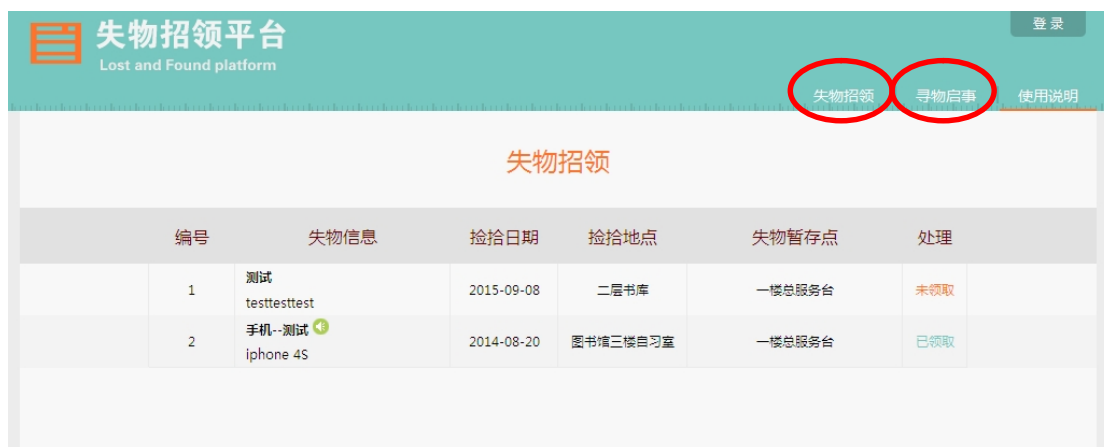 失物招领平台
登录
Lost and Found platform
失物招领 寻物启事 使用说明
失物招领
编号 失物信息 捡拾日期 捡拾地点 失物暂存点 处理
测试
1 testtesttest 2015-09-08 二层书库 一楼总服务台 未领取
手机--测试
2 iphone 4S 2014-08-20 图书馆三楼自习室 一楼总服务台 已领取